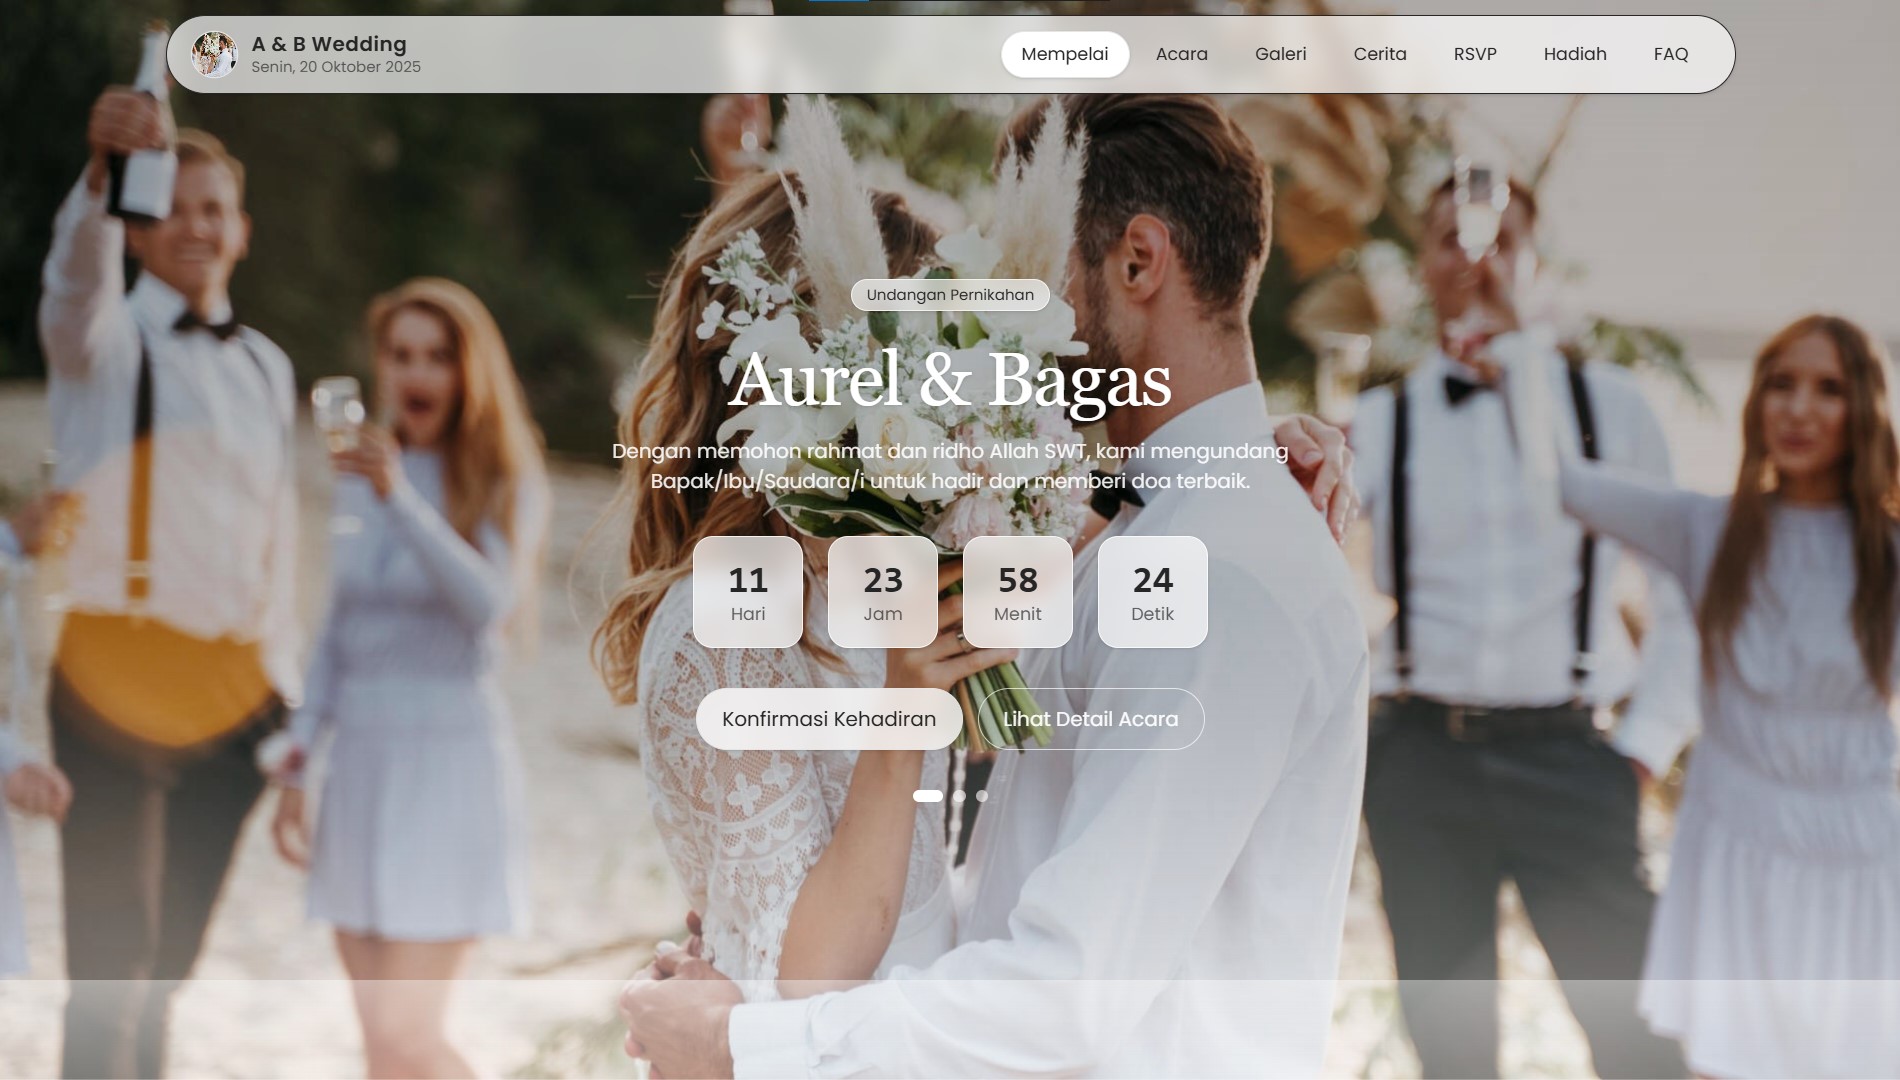 A & B Wedding
Senin, 20 Oktober 2025
Mempelai
Acara
Galeri
Cerita
RSVP
Hadiah
FAQ
Undangan Pernikahan
Aurel & Bagas
Dengan memohon rahmat dan ridho Allah SWT, kami mengundang
Bapak/Ibu/Saudara/i untuk hadir dan memberi doa terbaik.
11
Hari
23
Jam
58
Menit
24
Detik
Konfirmasi Kehadiran
Lihat Detail Acara